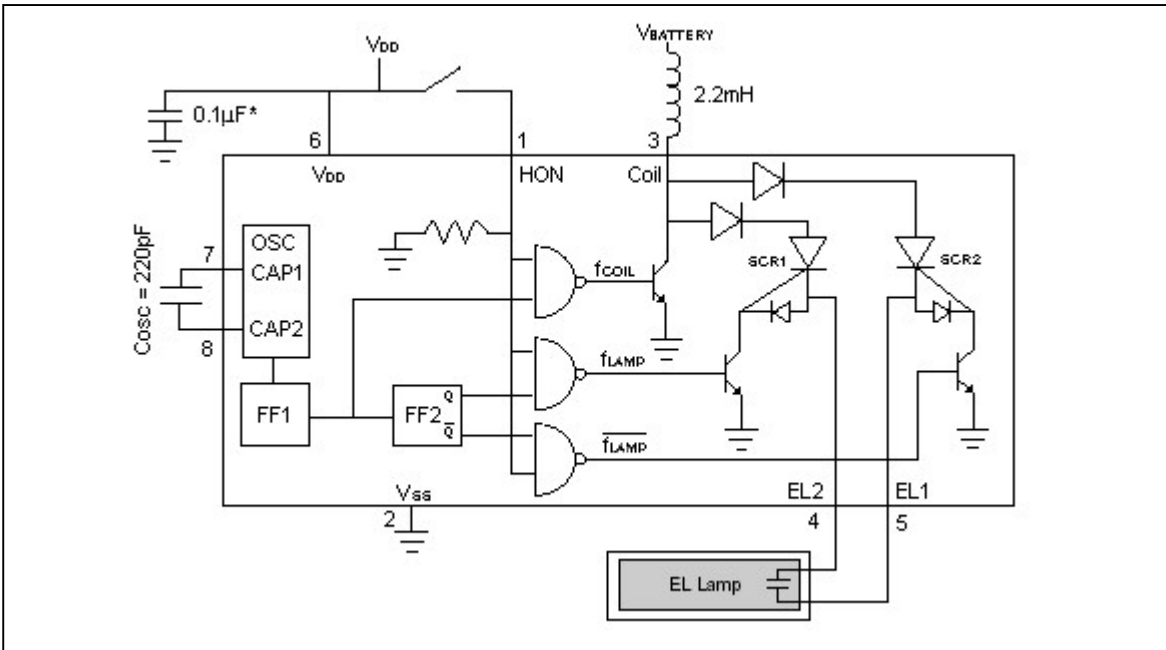 VBATTERY
VDD
2.2mH
0.1µF*
6
1
3
VDD
HON
Coil
OSC
7
CAP1
SCR1
SCR2
fCOIL
Cosc = 220pF
CAP2
8
fLAMP
Q
FF1
FF2
Q̅
f̅LAMP
VSS
EL2
EL1
2
4
5
EL Lamp